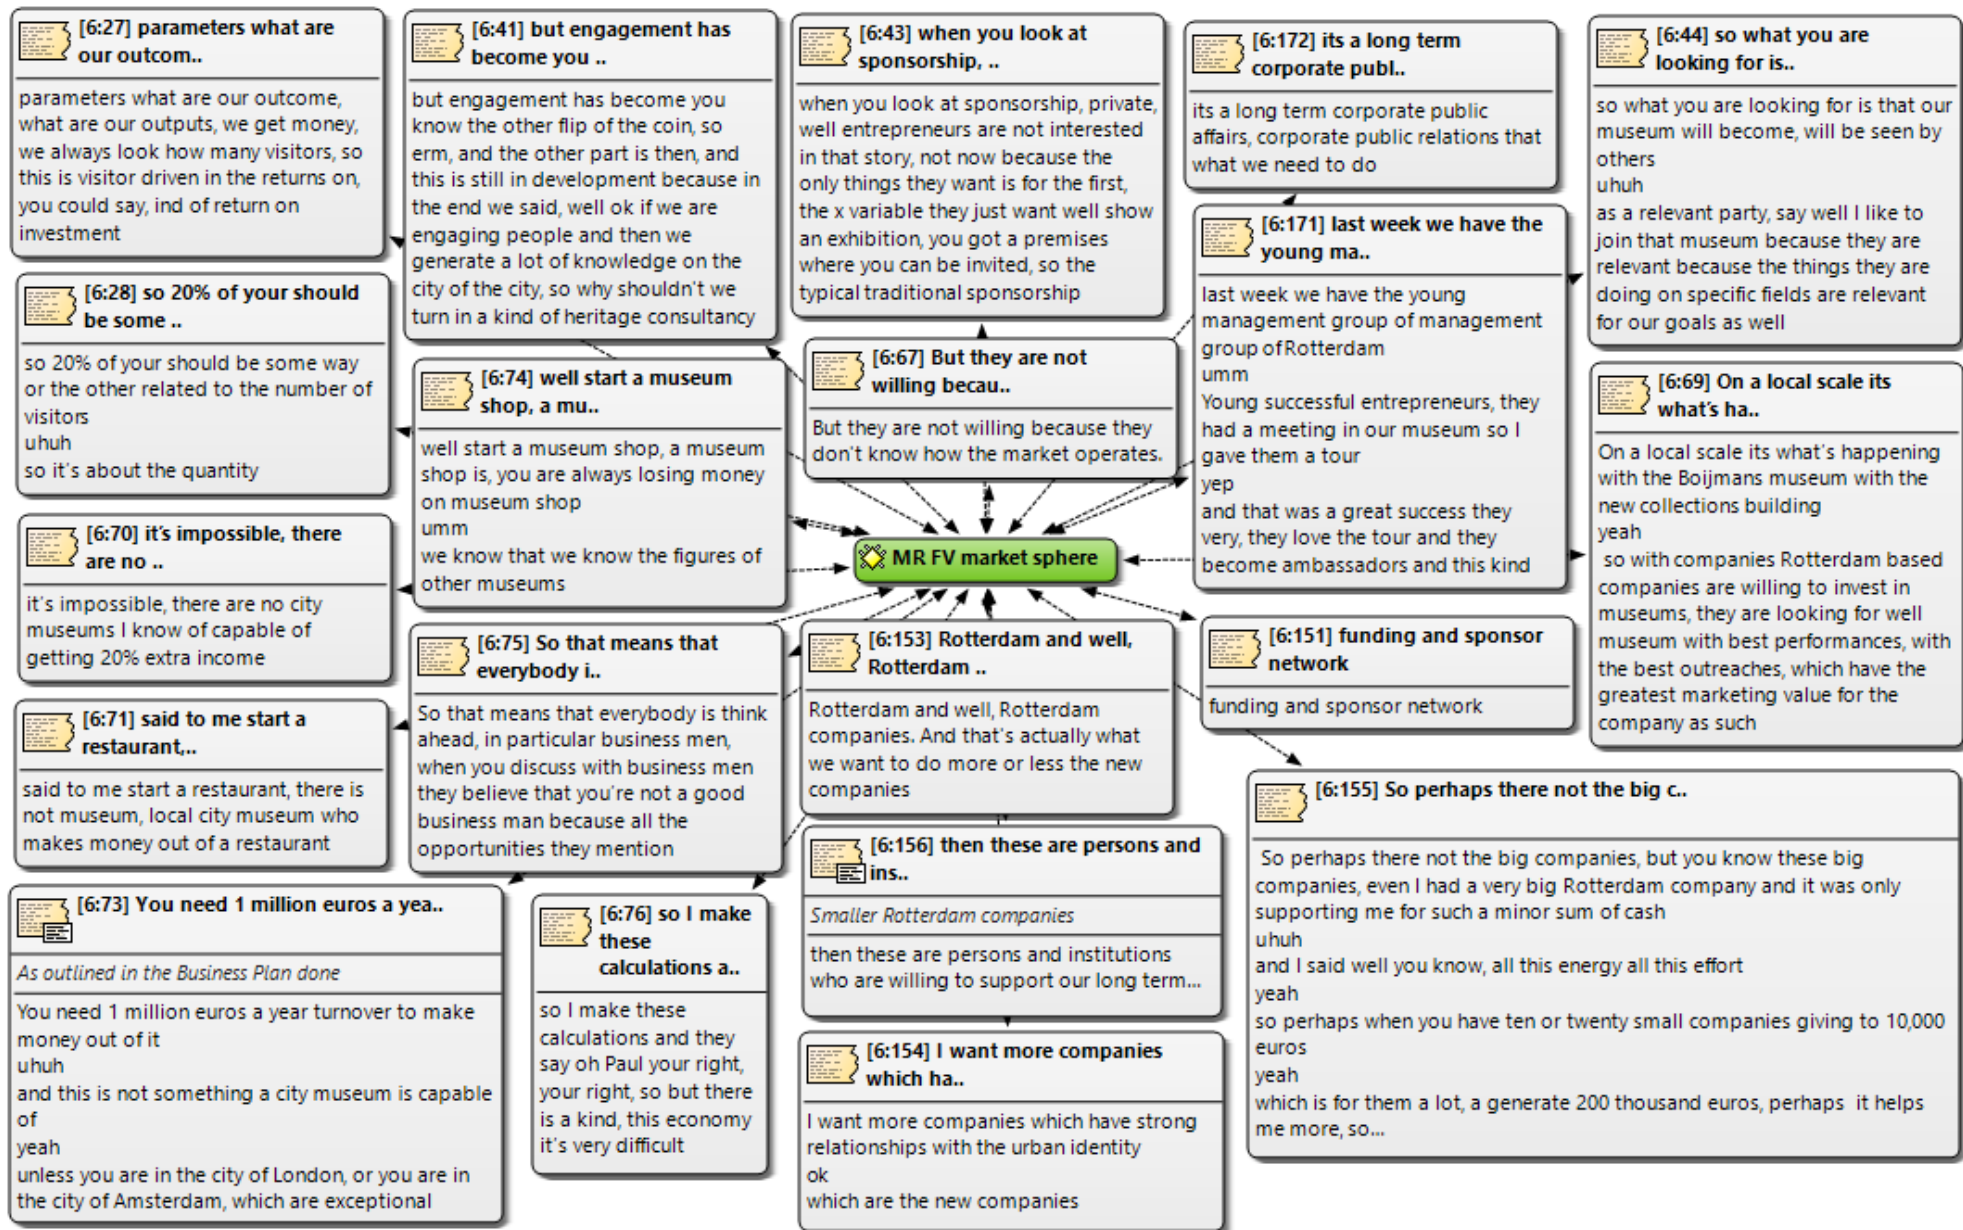 [6:27] parameters what are
our outcom..
parameters what are our outcome,
what are our outputs, we get money,
we always look how many visitors, so
this is visitor driven in the returns on,
you could say, ind of return on
investment
[6:41] but engagement has
become you ..
but engagement has become you
know the other flip of the coin, so
erm, and the other part is then, and
this is still in development because in
the end we said, well ok if we are
engaging people and then we
generate a lot of knowledge on the
city of the city, so why shouldn't we
turn in a kind of heritage consultancy
[6:43] when you look at
sponsorship, ..
when you look at sponsorship, private,
well entrepreneurs are not interested
in that story, not now because the
only things they want is for the first,
the x variable they just want well show
an exhibition, you got a premises
where you can be invited, so the
typical traditional sponsorship
[6:172] its a long term
corporate publ..
its a long term corporate public
affairs, corporate public relations that
what we need to do
[6:44] so what you are
looking for is..
so what you are looking for is that our
museum will become, will be seen by
others
uhuh
as a relevant party, say well I like to
join that museum because they are
relevant because the things they are
doing on specific fields are relevant
for our goals as well
[6:28] so 20% of your should
be some ..
so 20% of your should be some way
or the other related to the number of
visitors
uhuh
so it's about the quantity
[6:74] well start a museum
shop, a mu..
well start a museum shop, a museum
shop is, you are always losing money
on museum shop
umm
we know that we know the figures of
other museums
[6:67] But they are not
willing becau..
But they are not willing because they
don't know how the market operates.
[6:171] last week we have the
young ma..
last week we have the young
management group of management
group of Rotterdam
umm
Young successful entrepreneurs, they
had a meeting in our museum so I
gave them a tour
yep
and that was a great success they
very, they love the tour and they
become ambassadors and this kind
[6:69] On a local scale its
what's ha..
On a local scale its what's happening
with the Boijmans museum with the
new collections building
yeah
so with companies Rotterdam based
companies are willing to invest in
museums, they are looking for well
museum with best performances, with
the best outreaches, which have the
greatest marketing value for the
company as such
[6:70] it's impossible, there
are no ..
it's impossible, there are no city
museums I know of capable of
getting 20% extra income
MR FV market sphere
[6:75] So that means that
everybody i..
So that means that everybody is think
ahead, in particular business men,
when you discuss with business men
they believe that you're not a good
business man because all the
opportunities they mention
[6:153] Rotterdam and well,
Rotterdam ..
Rotterdam and well, Rotterdam
companies. And that's actually what
we want to do more or less the new
companies
[6:151] funding and sponsor
network
funding and sponsor network
[6:71] said to me start a
restaurant,..
said to me start a restaurant, there is
not museum, local city museum who
makes money out of a restaurant
[6:155] So perhaps there not the big c..
So perhaps there not the big companies, but you know these big
companies, even I had a very big Rotterdam company and it was only
supporting me for such a minor sum of cash
uhuh
and I said well you know, all this energy all this effort
yeah
so perhaps when you have ten or twenty small companies giving to 10,000
euros
yeah
which is for them a lot, a generate 200 thousand euros, perhaps it helps
me more, so...
[6:156] then these are persons and
ins..
Smaller Rotterdam companies
then these are persons and institutions
who are willing to support our long term...
[6:73] You need 1 million euros a yea..
As outlined in the Business Plan done
You need 1 million euros a year turnover to make
money out of it
uhuh
and this is not something a city museum is capable
of
yeah
unless you are in the city of London, or you are in
the city of Amsterdam, which are exceptional
[6:76] so I make
these
calculations a..
so I make these
calculations and they
say oh Paul your right,
your right, so but there
is a kind, this economy
it's very difficult
[6:154] I want more companies
which ha..
I want more companies which have strong
relationships with the urban identity
ok
which are the new companies